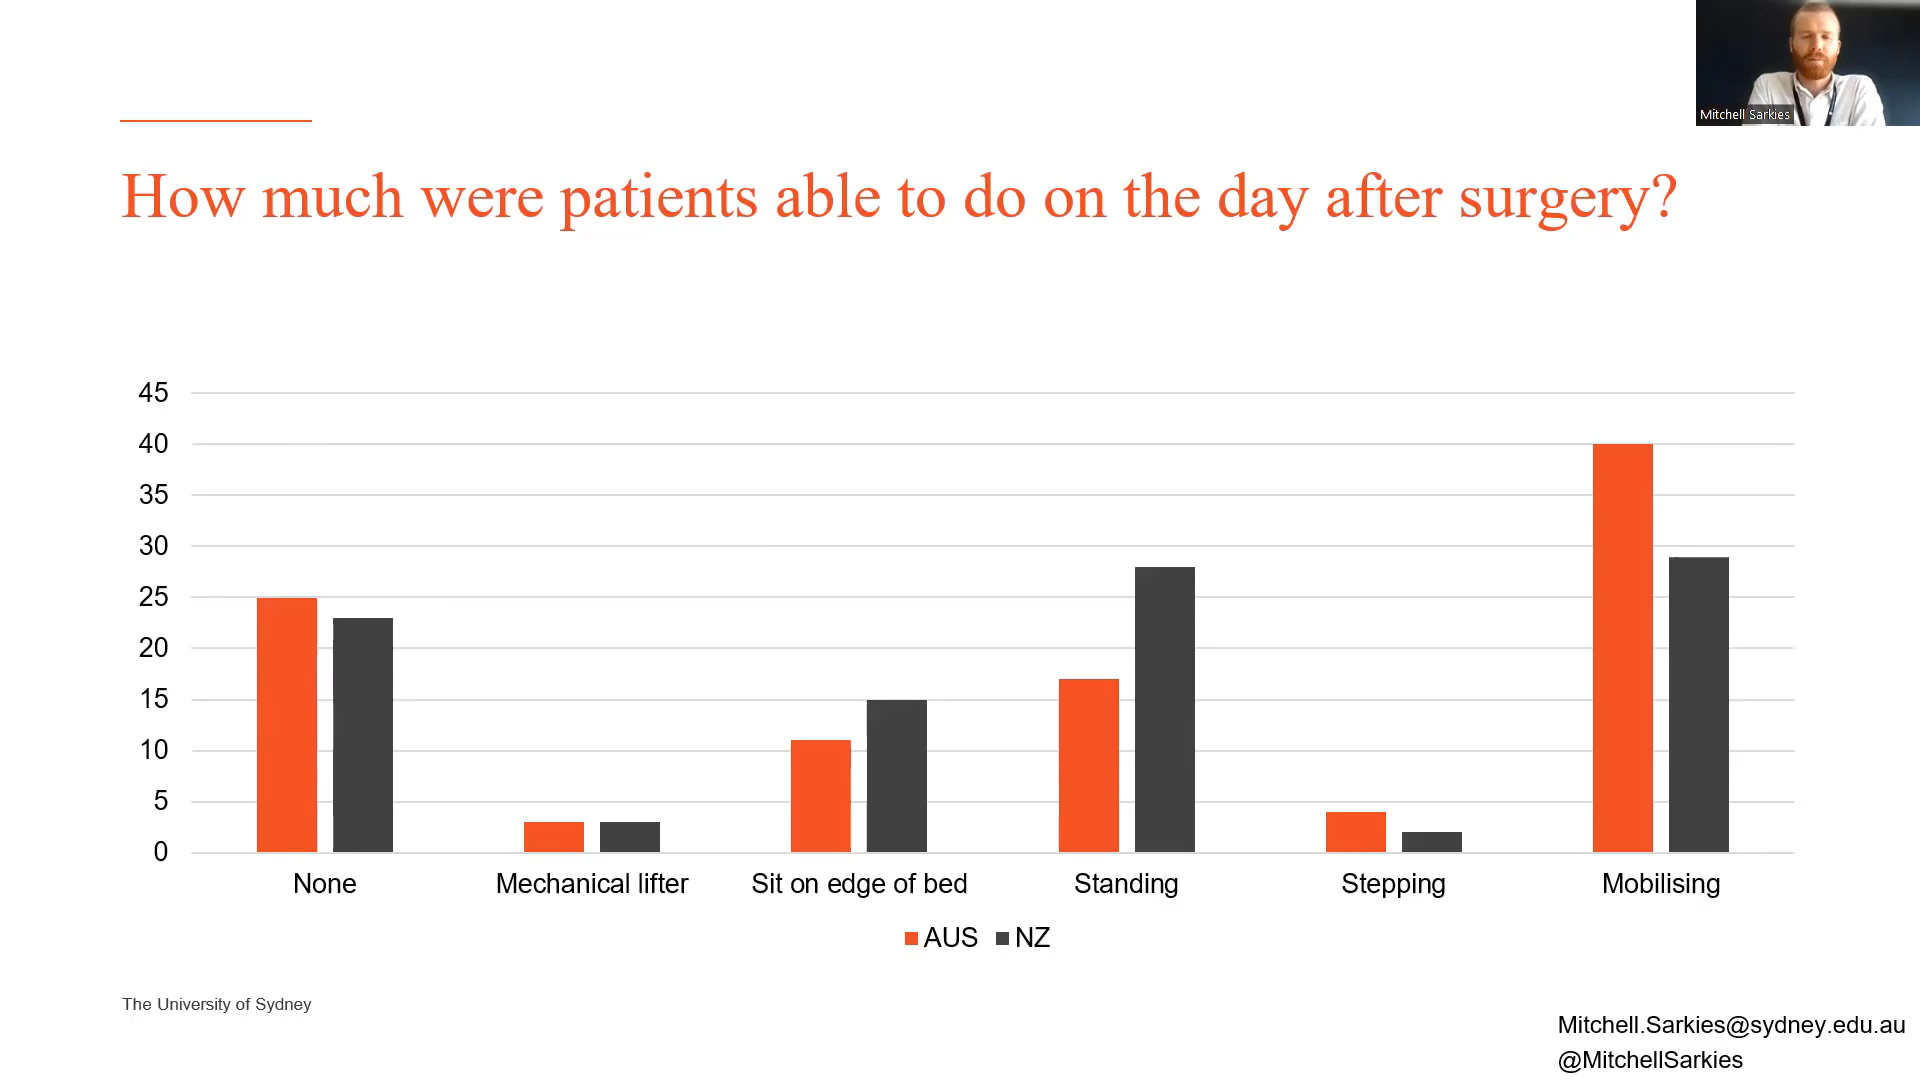 Mitchell Sarkies
How much were patients able to do on the day after surgery?
45
40
35
30
25
20
15
10
5
0
None Mechanical lifter Sit on edge of bed Standing Stepping Mobilising
AUS NZ
The University of Sydney
Mitchell.Sarkies@sydney.edu.au
@MitchellSarkies